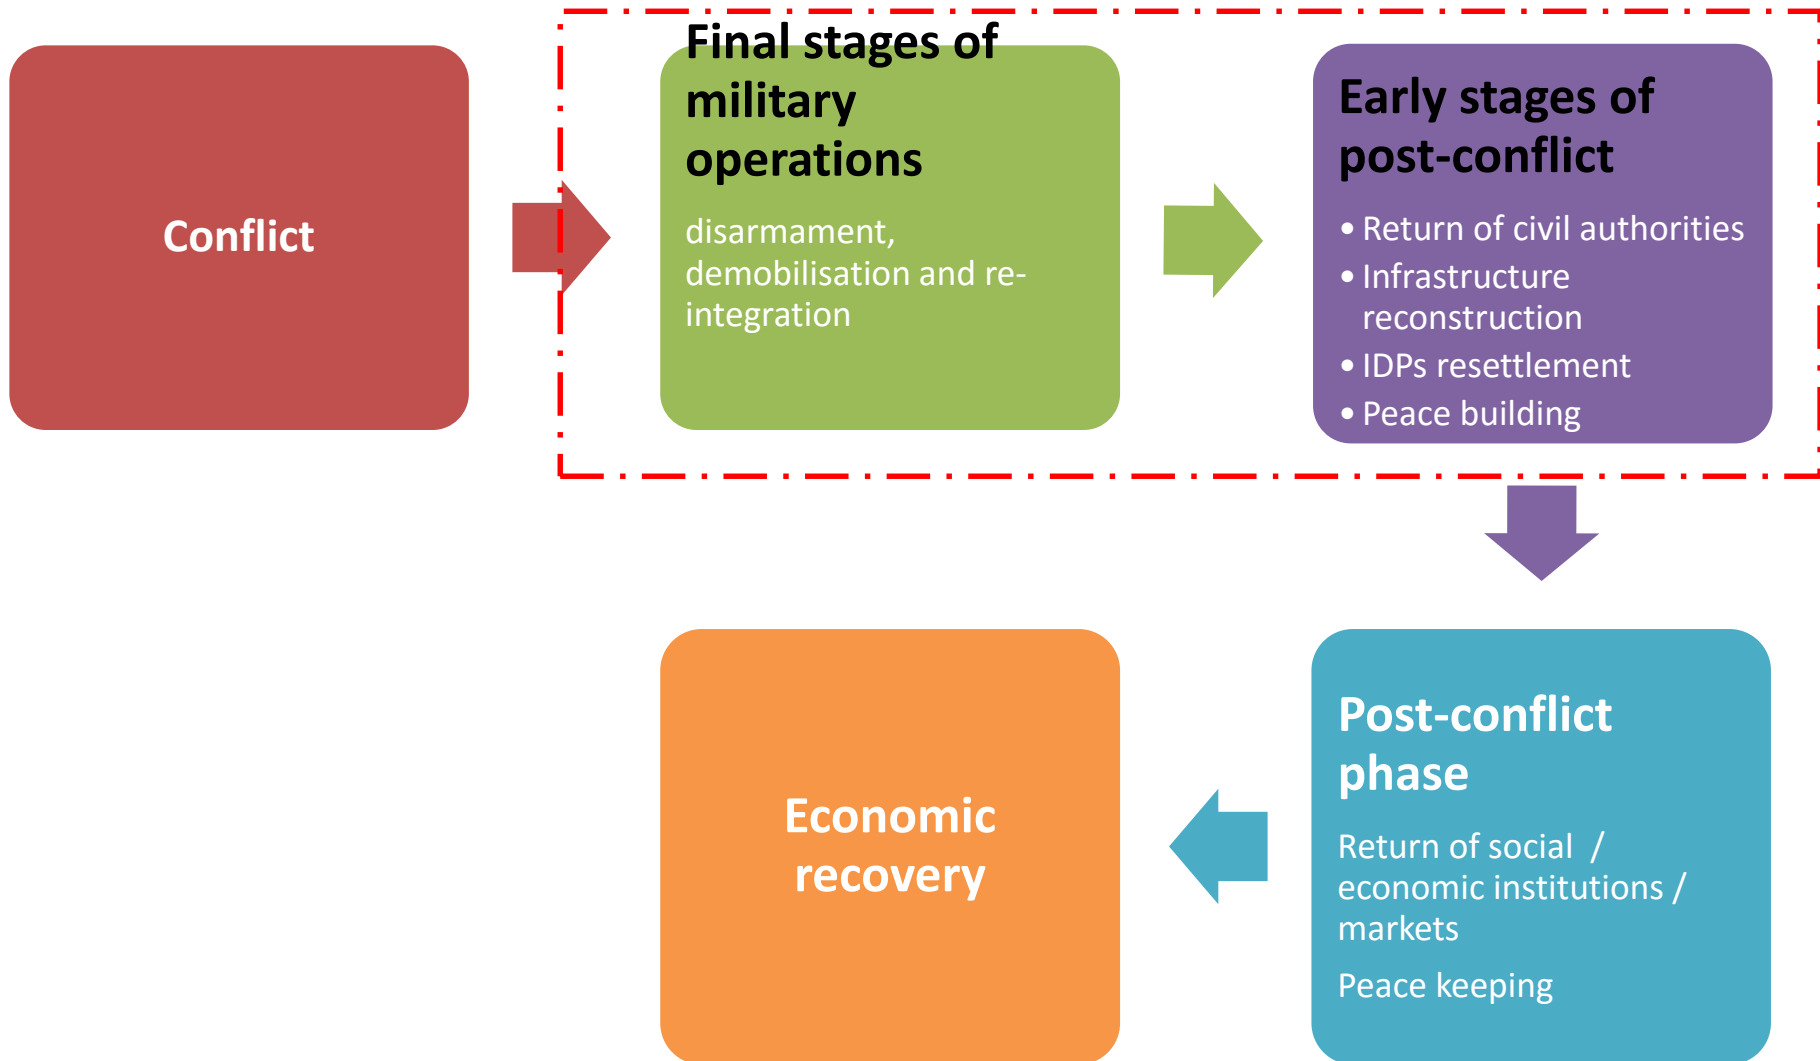 Conflict
Final stages of
military
operations
disarmament,
demobilisation and re-
integration
Early stages of
post-conflict
• Return of civil authorities
• Infrastructure
reconstruction
• IDPs resettlement
• Peace building
Post-conflict
phase
Return of social  /
economic institutions /
markets
Peace keeping
Economic
recovery